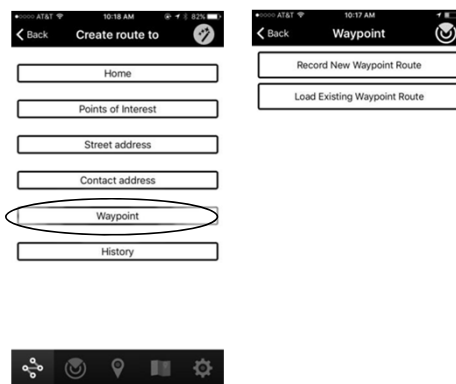 AT&T 10:18 AM 82%
Back Create route to
Home
Points of Interest
Street address
Contact address
Waypoint
History
AT&T 10:17 AM
Back Waypoint
Record New Waypoint Route
Load Existing Waypoint Route